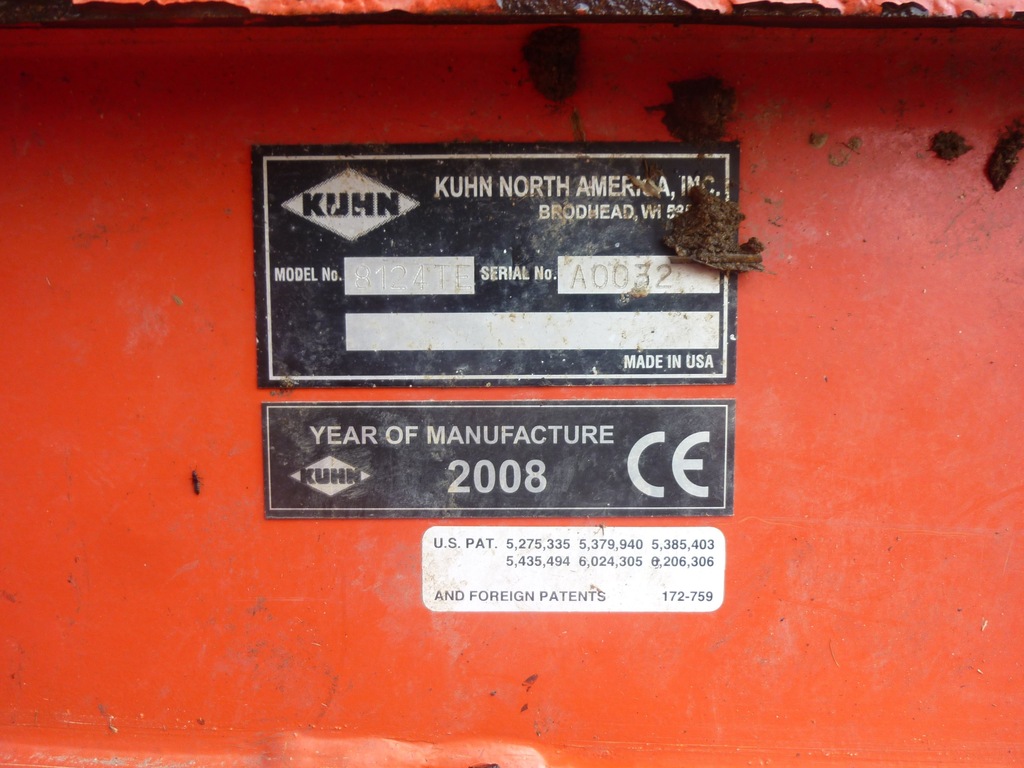 KUHN
KUHN NORTH AMERICA, INC.
BRODHEAD, WI
MODEL No. 8124TE SERIAL No. A0032
MADE IN USA
YEAR OF MANUFACTURE
KUHN 2008 CE
U.S. PAT. 5,275,335 5,379,940 5,385,403
5,435,494 6,024,305 6,206,306
AND FOREIGN PATENTS 172-759